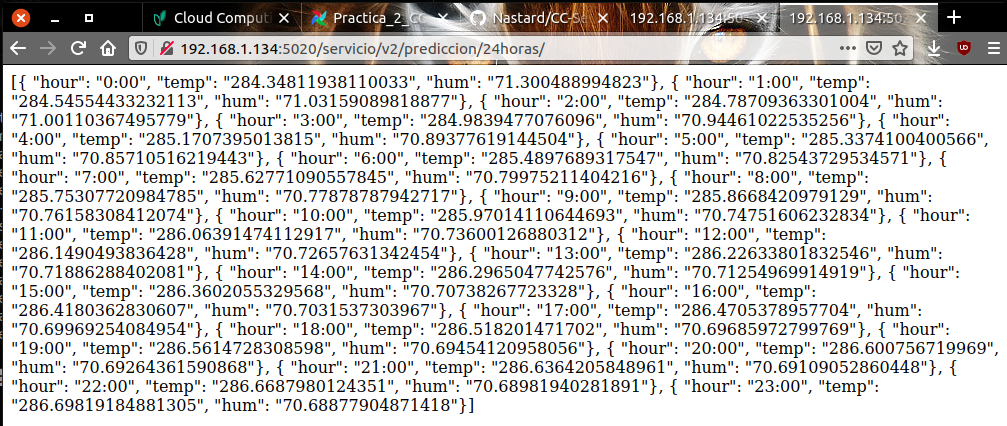 Cloud Computi
Practica_2_CC
Nastard/CC-Se
192.168.1.134:50
192.168.1.134:50
192.168.1.134:5020/servicio/v2/prediccion/24horas/
[{ "hour": "0:00", "temp": "284.34811938110033", "hum": "71.300488994823"}, { "hour": "1:00", "temp":
"284.54554433232113", "hum": "71.03159089818877"}, { "hour": "2:00", "temp": "284.78709363301004", "hum":
"71.00110367495779"}, { "hour": "3:00", "temp": "284.9839477076096", "hum": "70.94461022535256"}, { "hour":
"4:00", "temp": "285.1707395013815", "hum": "70.89377619144504"}, { "hour": "5:00", "temp": "285.3374100400566",
"hum": "70.85710516219443"}, { "hour": "6:00", "temp": "285.4897689317547", "hum": "70.82543729534571"}, { "hour":
"7:00", "temp": "285.62771090557845", "hum": "70.79975211404216"}, { "hour": "8:00", "temp":
"285.75307720984785", "hum": "70.77878787942717"}, { "hour": "9:00", "temp": "285.8668420979129", "hum":
"70.76158308412074"}, { "hour": "10:00", "temp": "285.97014110644693", "hum": "70.74751606232834"}, { "hour":
"11:00", "temp": "286.06391474112917", "hum": "70.73600126880312"}, { "hour": "12:00", "temp":
"286.1490493836428", "hum": "70.72657631342454"}, { "hour": "13:00", "temp": "286.22633801832546", "hum":
"70.71886288402081"}, { "hour": "14:00", "temp": "286.2965047742576", "hum": "70.71254969914919"}, { "hour":
"15:00", "temp": "286.3602055329568", "hum": "70.70738267723328"}, { "hour": "16:00", "temp":
"286.4180362830607", "hum": "70.7031537303967"}, { "hour": "17:00", "temp": "286.4705378957704", "hum":
"70.69969254084954"}, { "hour": "18:00", "temp": "286.518201471702", "hum": "70.69685972799769"}, { "hour":
"19:00", "temp": "286.5614728308598", "hum": "70.69454120958056"}, { "hour": "20:00", "temp": "286.600756719969",
"hum": "70.69264361590868"}, { "hour": "21:00", "temp": "286.6364205848961", "hum": "70.69109052860448"}, {
"hour": "22:00", "temp": "286.6687980124351", "hum": "70.68981940281891"}, { "hour": "23:00", "temp":
"286.69819184881305", "hum": "70.68877904871418"}]